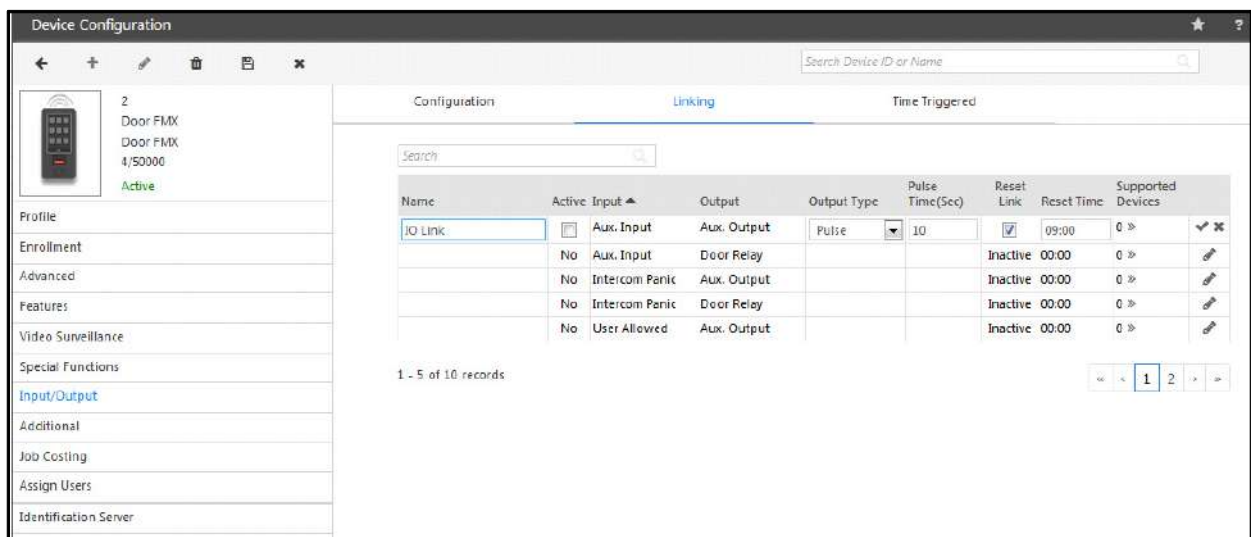 Device Configuration
?
Search Device ID or Name
2
Door FMX
Door FMX
4/50000
Active
Profile
Enrollment
Advanced
Features
Video Surveillance
Special Functions
Input/Output
Additional
Job Costing
Assign Users
Identification Server
Configuration Linking Time Triggered
Search
Name Active Input Output Output Type Pulse Time(Sec) Reset Link Reset Time Supported Devices
IO Link Aux. Input Aux. Output Pulse 10 09:00 0 »
No Aux. Input Door Relay Inactive 00:00 0 »
No Intercom Panic Aux. Output Inactive 00:00 0 »
No Intercom Panic Door Relay Inactive 00:00 0 »
No User Allowed Aux. Output Inactive 00:00 0 »
1 - 5 of 10 records
« ‹ 1 2 › »